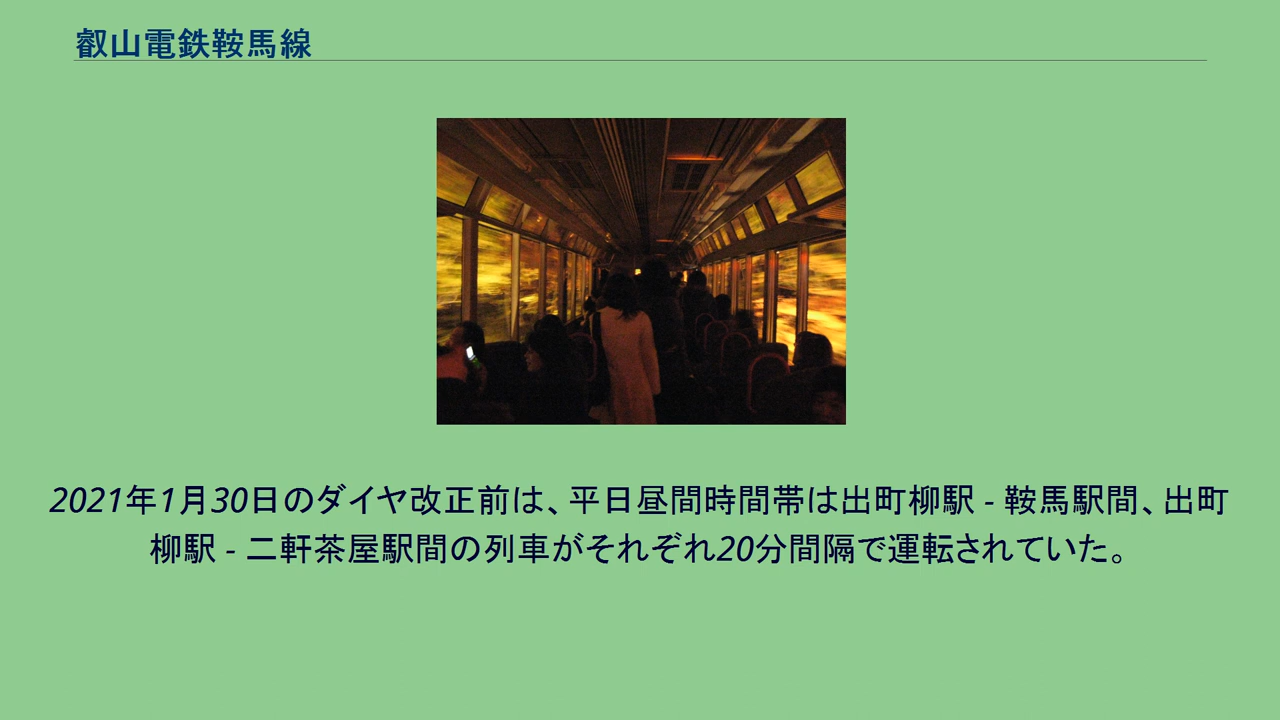 叡山電鉄鞍馬線
2021年1月30日のダイヤ改正前は、平日昼間時間帯は出町柳駅 - 鞍馬駅間、出町
柳駅 - 二軒茶屋駅間の列車がそれぞれ20分間隔で運転されていた。